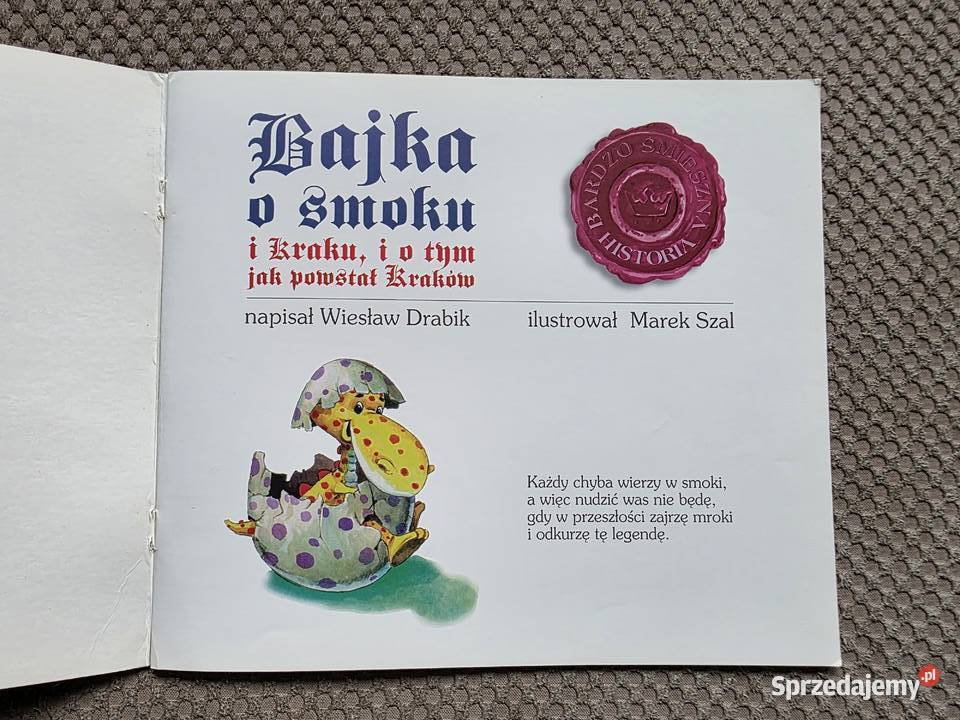 Bajka
o smoku
i Kraku, i o tym
jak powstał Kraków
BARDZO ŚMIESZNA
HISTORIA
napisał Wiesław Drabik
ilustrował Marek Szal
Każdy chyba wierzy w smoki,
a więc nudzić was nie będę,
gdy w przeszłości zajrzę mroki
i odkurzę tę legendę.
Sprzedajemy.pl